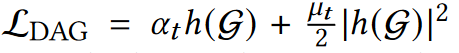 𝓛_DAG = α_t h(𝒢) + μ_t/2 |h(𝒢)|²